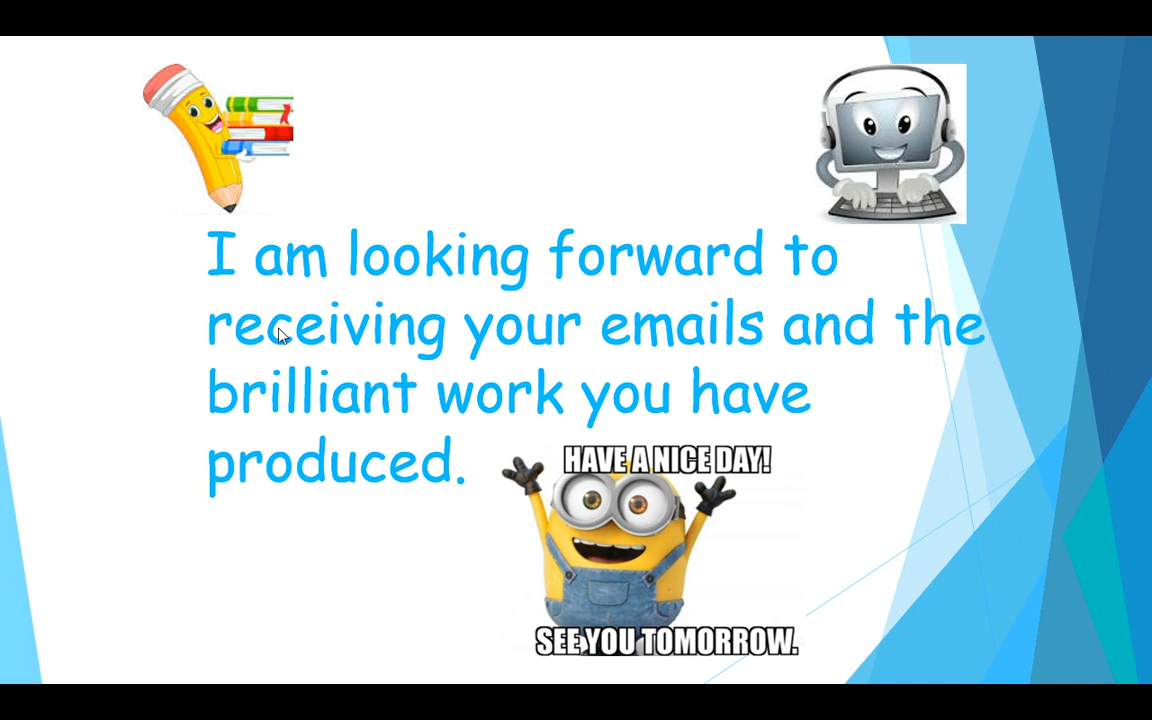 I am looking forward to
receiving your emails and the
brilliant work you have
produced.
HAVE A NICE DAY!
SEE YOU TOMORROW.